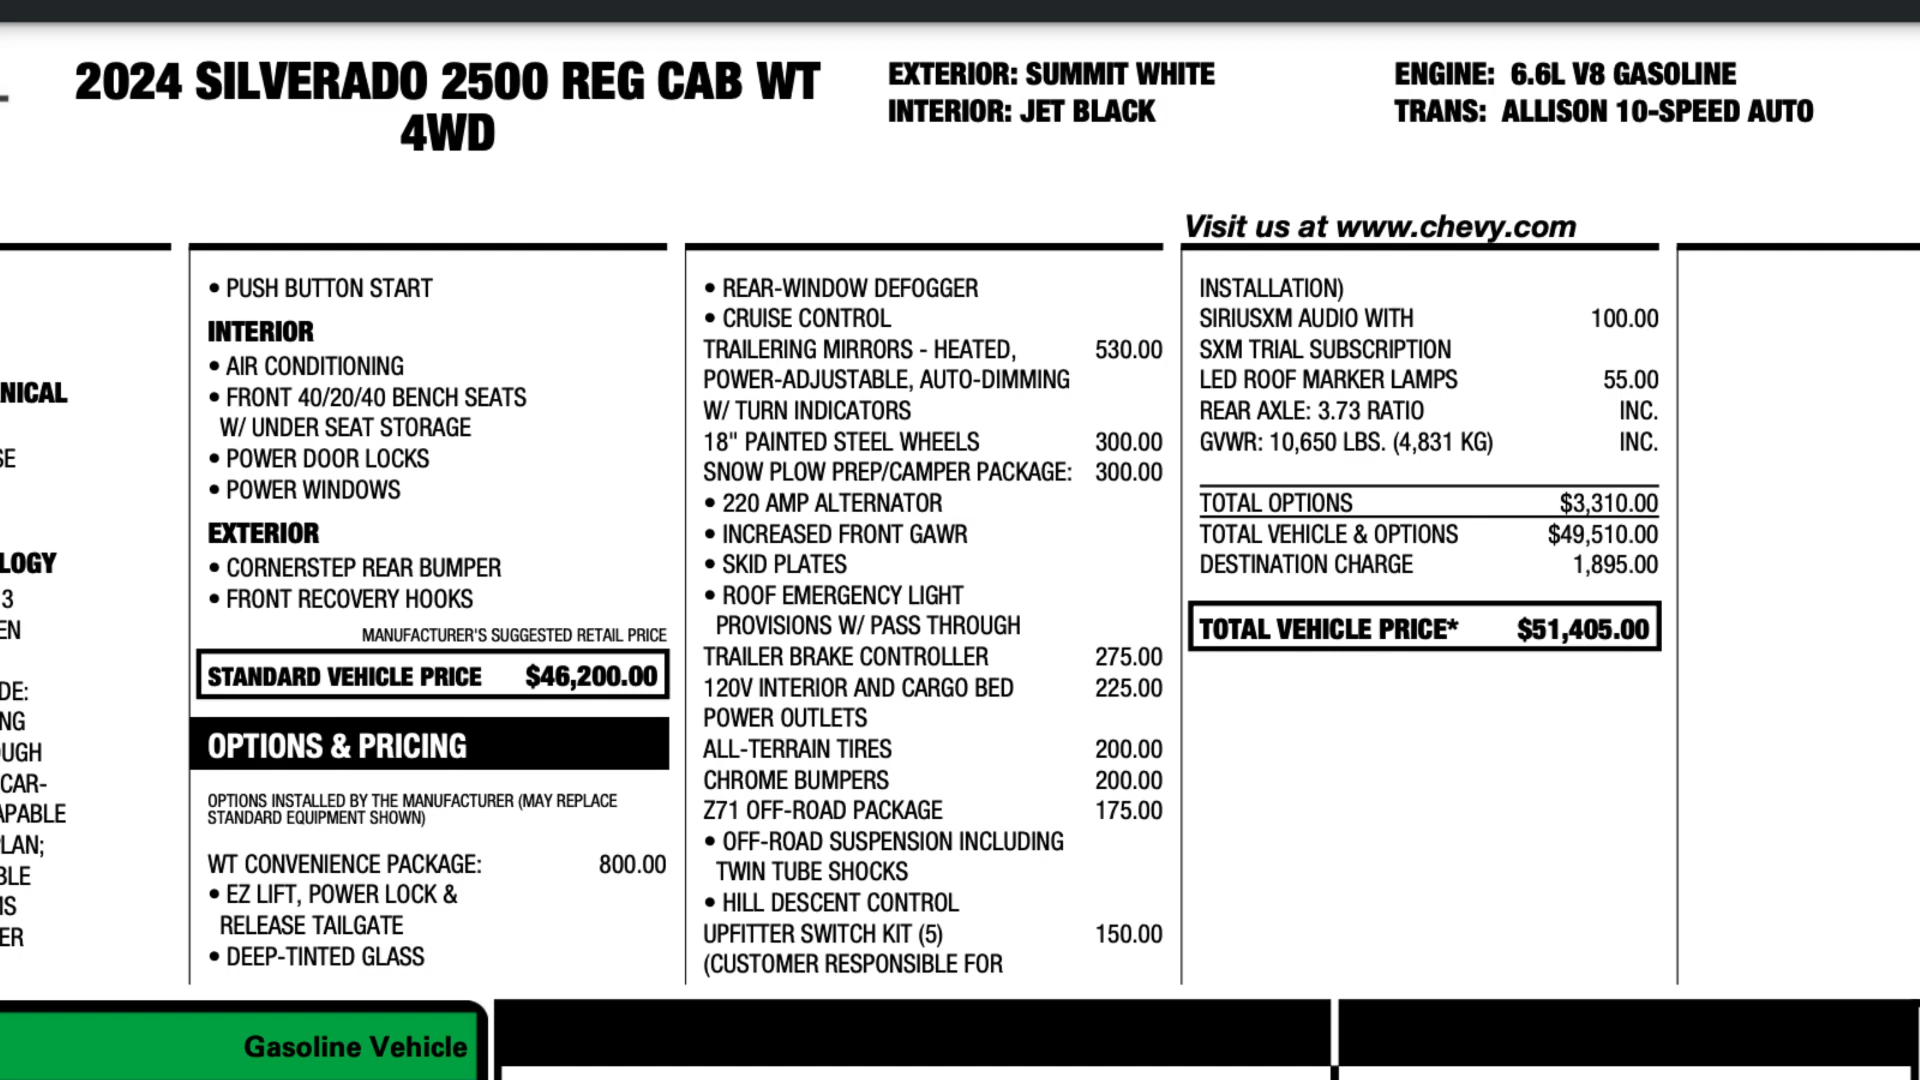 2024 SILVERADO 2500 REG CAB WT
4WD
EXTERIOR: SUMMIT WHITE
INTERIOR: JET BLACK
ENGINE: 6.6L V8 GASOLINE
TRANS: ALLISON 10-SPEED AUTO
Visit us at www.chevy.com
NICAL
SE
LOGY
3
EN
DE:
NG
OUGH
CAR-
APABLE
PLAN;
BLE
MS
ER
• PUSH BUTTON START
INTERIOR
• AIR CONDITIONING
• FRONT 40/20/40 BENCH SEATS
W/ UNDER SEAT STORAGE
• POWER DOOR LOCKS
• POWER WINDOWS
EXTERIOR
• CORNERSTEP REAR BUMPER
• FRONT RECOVERY HOOKS
MANUFACTURER'S SUGGESTED RETAIL PRICE
STANDARD VEHICLE PRICE $46,200.00
OPTIONS & PRICING
OPTIONS INSTALLED BY THE MANUFACTURER (MAY REPLACE
STANDARD EQUIPMENT SHOWN)
WT CONVENIENCE PACKAGE: 800.00
• EZ LIFT, POWER LOCK &
RELEASE TAILGATE
• DEEP-TINTED GLASS
• REAR-WINDOW DEFOGGER
• CRUISE CONTROL
TRAILERING MIRRORS - HEATED, 530.00
POWER-ADJUSTABLE, AUTO-DIMMING
W/ TURN INDICATORS
18" PAINTED STEEL WHEELS 300.00
SNOW PLOW PREP/CAMPER PACKAGE: 300.00
• 220 AMP ALTERNATOR
• INCREASED FRONT GAWR
• SKID PLATES
• ROOF EMERGENCY LIGHT
PROVISIONS W/ PASS THROUGH
TRAILER BRAKE CONTROLLER 275.00
120V INTERIOR AND CARGO BED 225.00
POWER OUTLETS
ALL-TERRAIN TIRES 200.00
CHROME BUMPERS 200.00
Z71 OFF-ROAD PACKAGE 175.00
• OFF-ROAD SUSPENSION INCLUDING
TWIN TUBE SHOCKS
• HILL DESCENT CONTROL
UPFITTER SWITCH KIT (5) 150.00
(CUSTOMER RESPONSIBLE FOR
INSTALLATION)
SIRIUSXM AUDIO WITH 100.00
SXM TRIAL SUBSCRIPTION
LED ROOF MARKER LAMPS 55.00
REAR AXLE: 3.73 RATIO INC.
GVWR: 10,650 LBS. (4,831 KG) INC.
TOTAL OPTIONS $3,310.00
TOTAL VEHICLE & OPTIONS $49,510.00
DESTINATION CHARGE 1,895.00
TOTAL VEHICLE PRICE* $51,405.00
Gasoline Vehicle